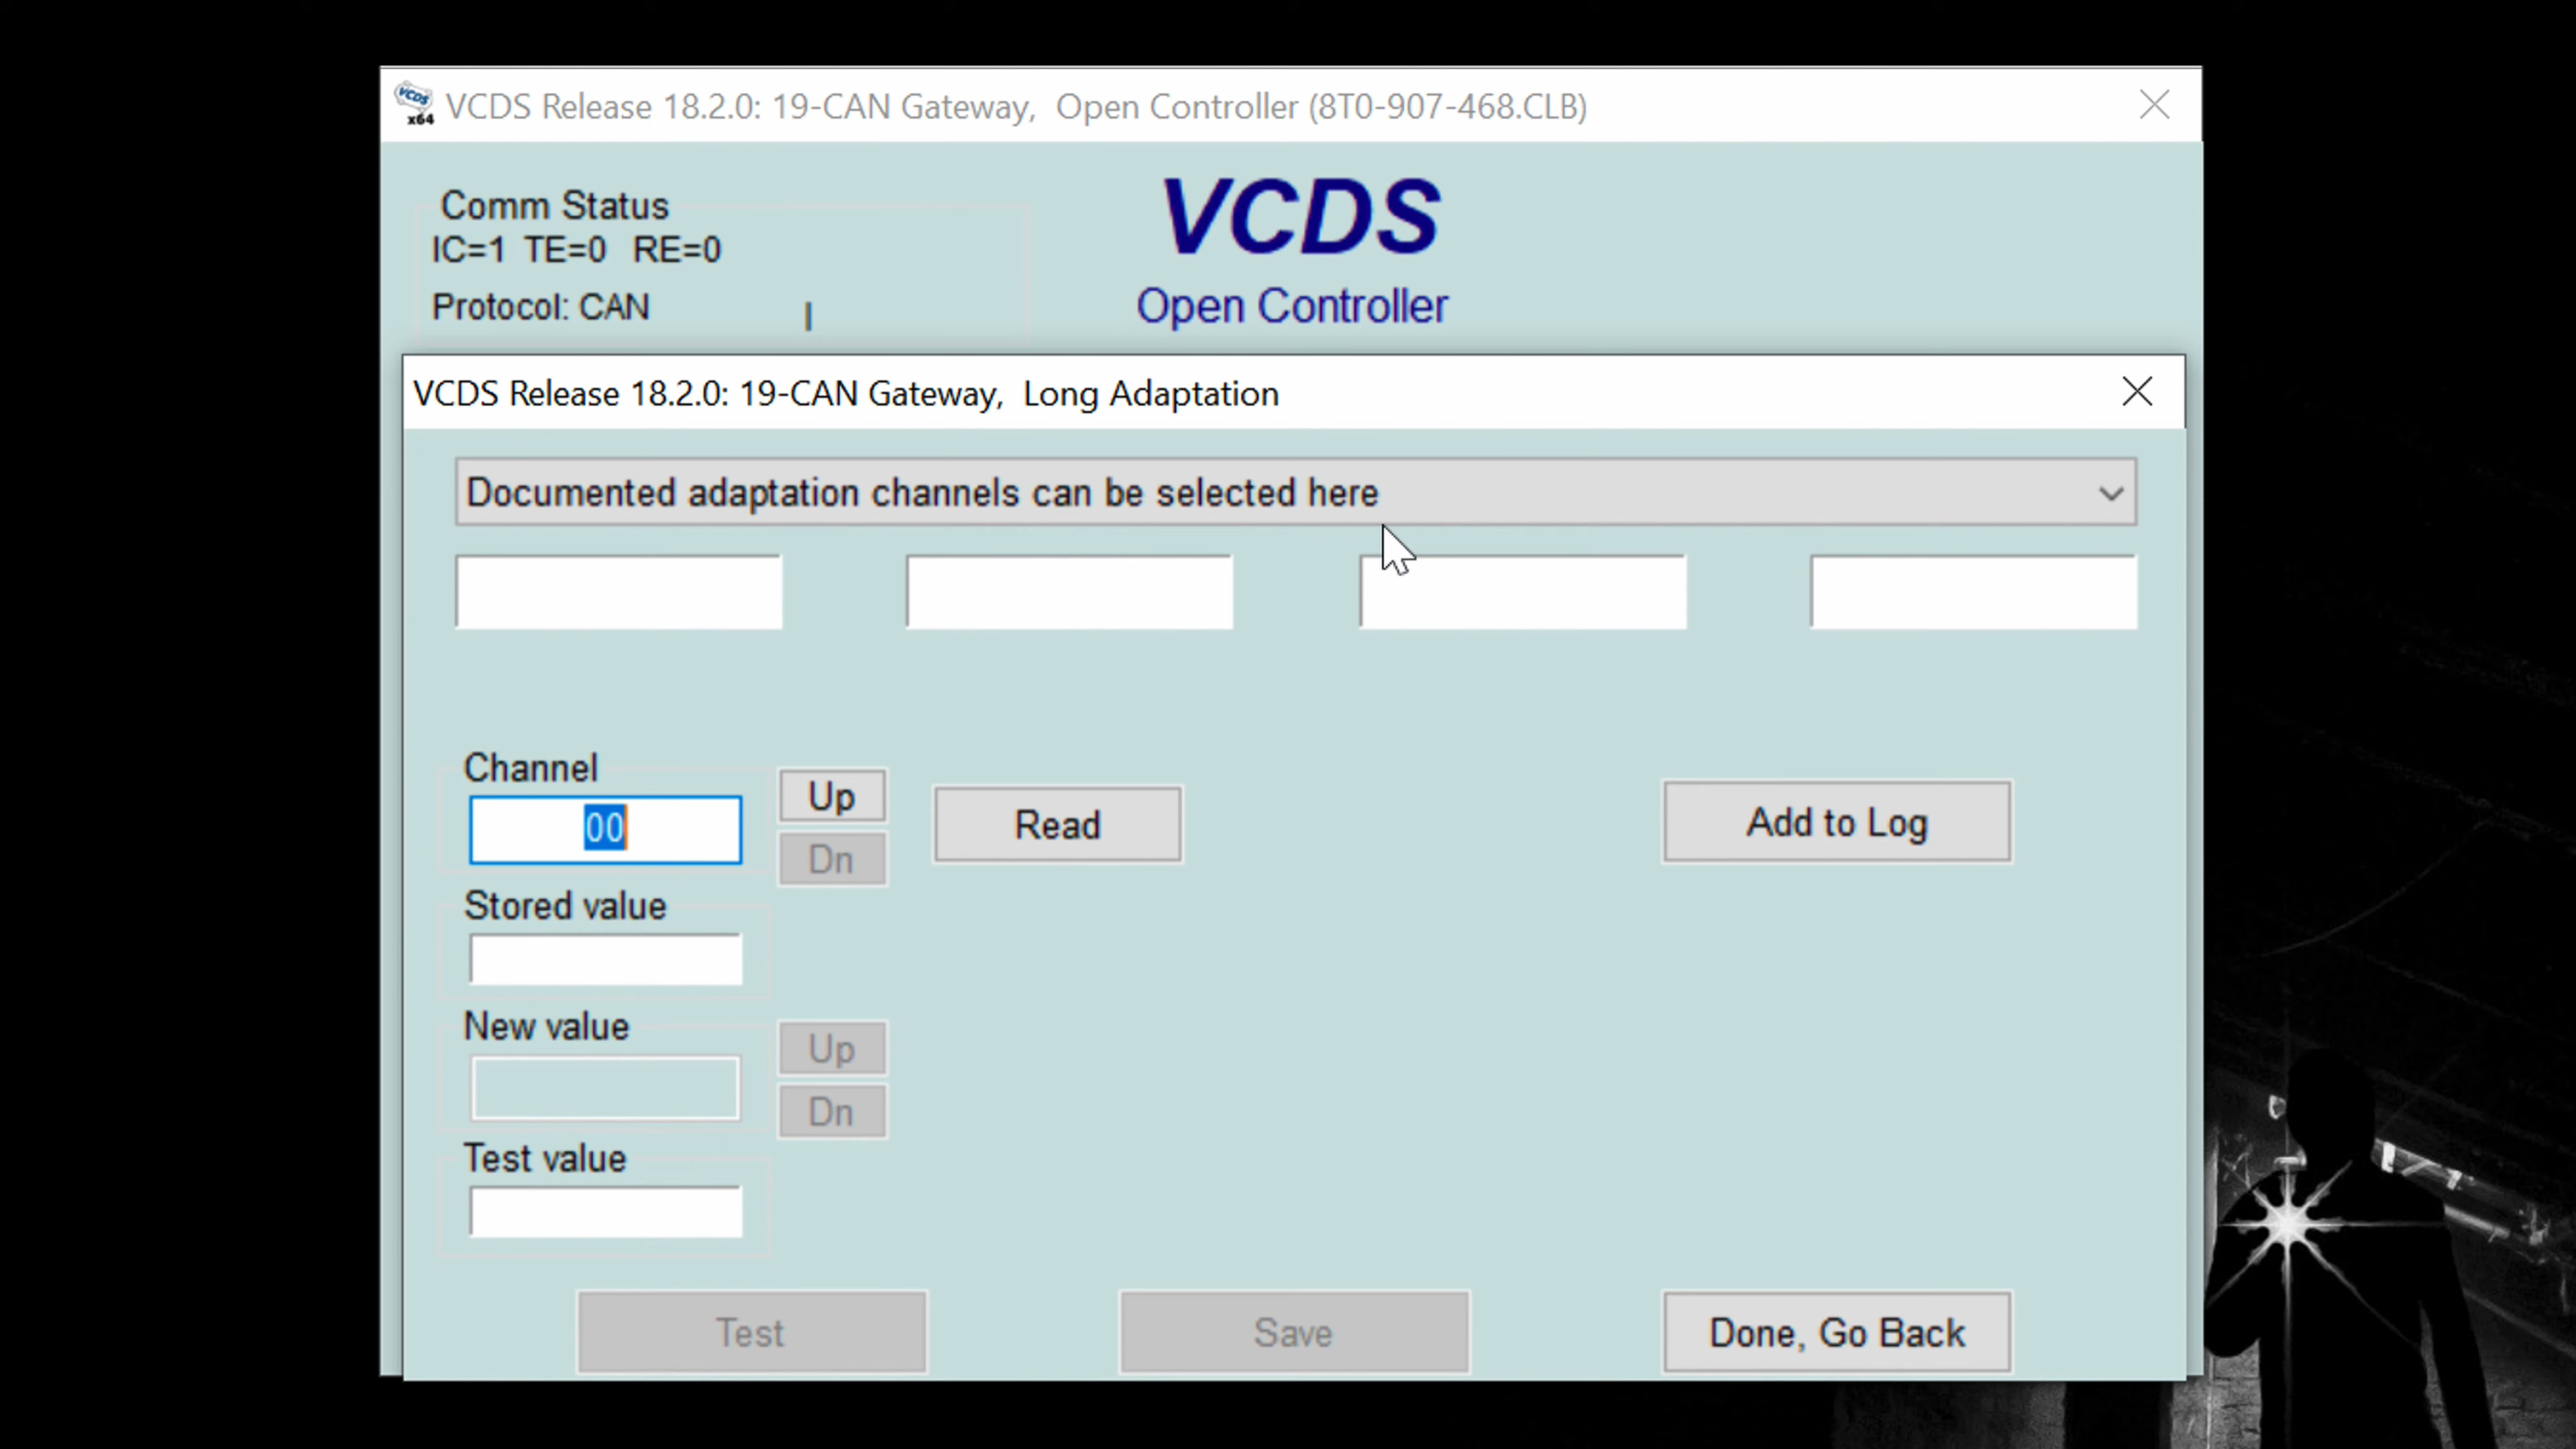 VCDS
x64
VCDS Release 18.2.0: 19-CAN Gateway,  Open Controller (8T0-907-468.CLB)
Comm Status
IC=1  TE=0   RE=0
Protocol: CAN
|
VCDS
Open Controller
VCDS Release 18.2.0: 19-CAN Gateway,  Long Adaptation
Documented adaptation channels can be selected here
Channel
00
Up
Dn
Read
Add to Log
Stored value
New value
Up
Dn
Test value
Test
Save
Done, Go Back